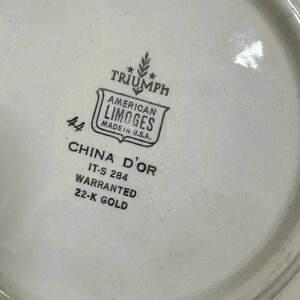 TRIUMPH
AMERICAN
LIMOGES
MADE IN U.S.A.
44
CHINA D'OR
IT-S 284
WARRANTED
22-K GOLD